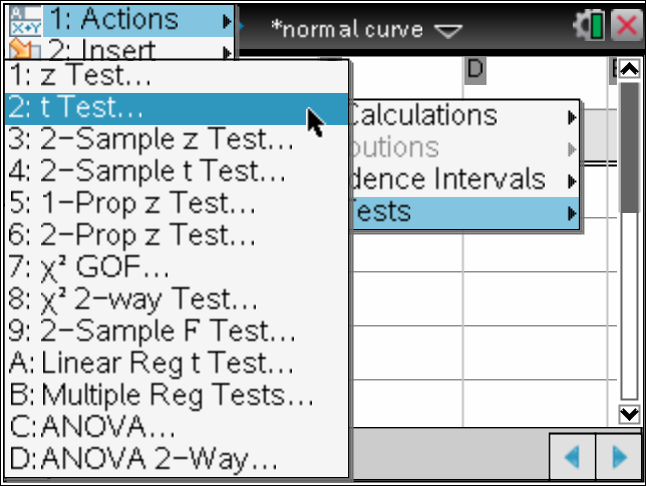 1: Actions
*normal curve
2: Insert
D
1: z Test...
2: t Test...
3: 2-Sample z Test...
4: 2-Sample t Test...
5: 1-Prop z Test...
6: 2-Prop z Test...
7: χ² GOF...
8: χ² 2-way Test...
9: 2-Sample F Test...
A: Linear Reg t Test...
B: Multiple Reg Tests...
C:ANOVA...
D:ANOVA 2-Way...
Calculations
butions
dence Intervals
Tests